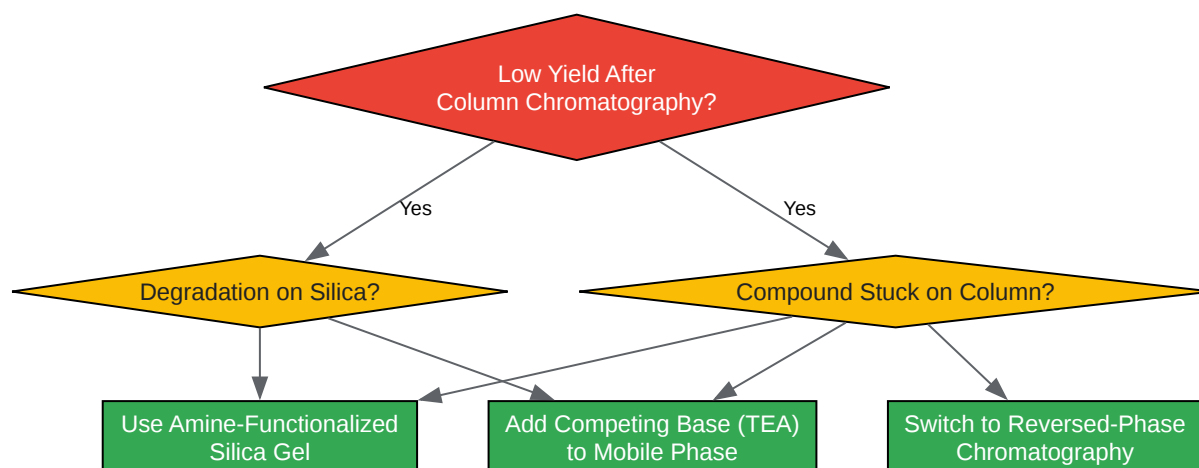 Low Yield After
Column Chromatography?
Yes
Yes
Degradation on Silica?
Compound Stuck on Column?
Use Amine-Functionalized
Silica Gel
Add Competing Base (TEA)
to Mobile Phase
Switch to Reversed-Phase
Chromatography